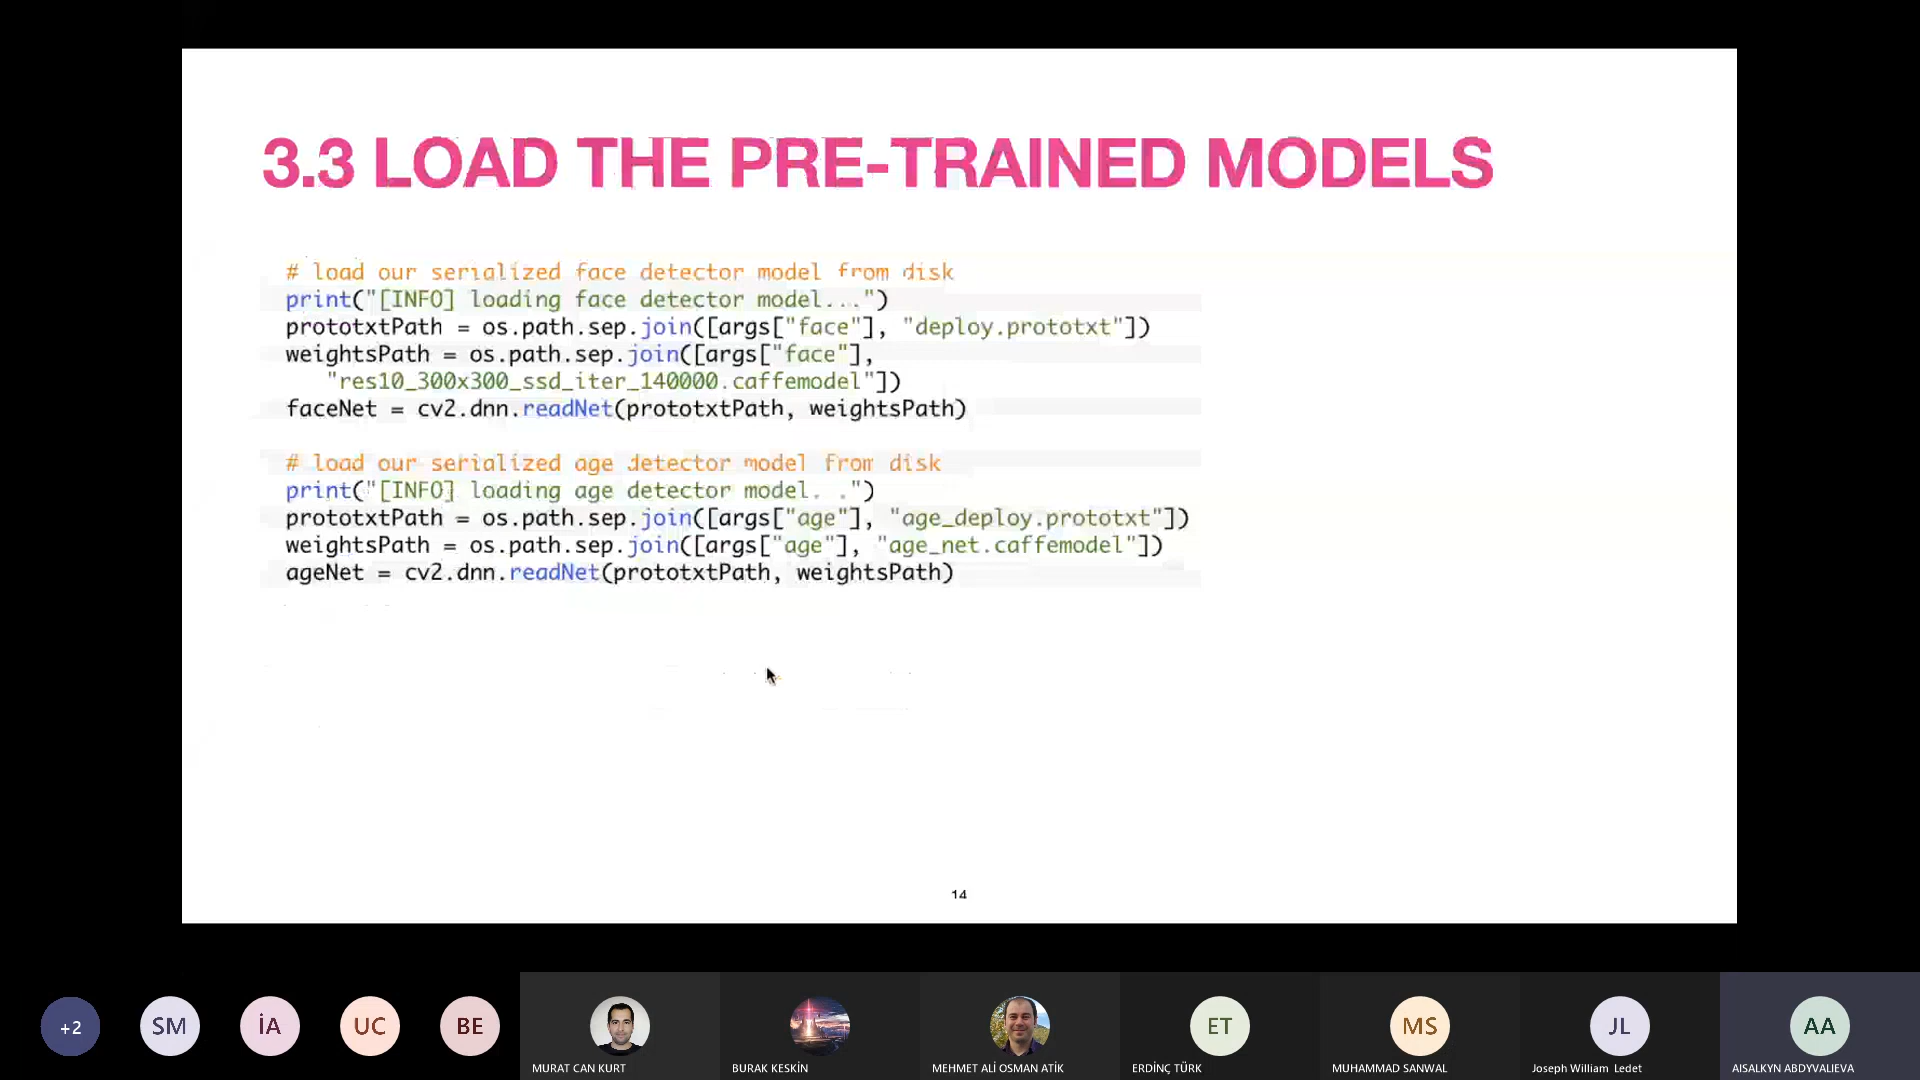 3.3 LOAD THE PRE-TRAINED MODELS
# load our serialized face detector model from disk
print("[INFO] loading face detector model...")
prototxtPath = os.path.sep.join([args["face"], "deploy.prototxt"])
weightsPath = os.path.sep.join([args["face"],
"res10_300x300_ssd_iter_140000.caffemodel"])
faceNet = cv2.dnn.readNet(prototxtPath, weightsPath)
# load our serialized age detector model from disk
print("[INFO] loading age detector model. .")
prototxtPath = os.path.sep.join([args["age"], "age_deploy.prototxt"])
weightsPath = os.path.sep.join([args["age"], "age_net.caffemodel"])
ageNet = cv2.dnn.readNet(prototxtPath, weightsPath)
14
+2
SM
İA
UC
BE
ET
MS
JL
AA
MURAT CAN KURT
BURAK KESKİN
MEHMET ALİ OSMAN ATİK
ERDİNÇ TÜRK
MUHAMMAD SANWAL
Joseph William Ledet
AISALKYN ABDYVALIEVA